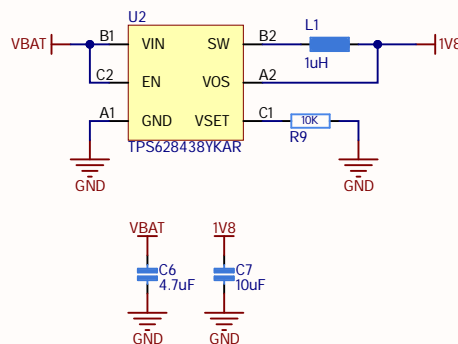 U2
L1
VBAT
B1
VIN
SW
B2
1V8
1uH
C2
EN
VOS
A2
A1
GND
VSET
C1
10K
R9
TPS628438YKAR
GND
GND
VBAT
1V8
C6
4.7uF
C7
10uF
GND
GND